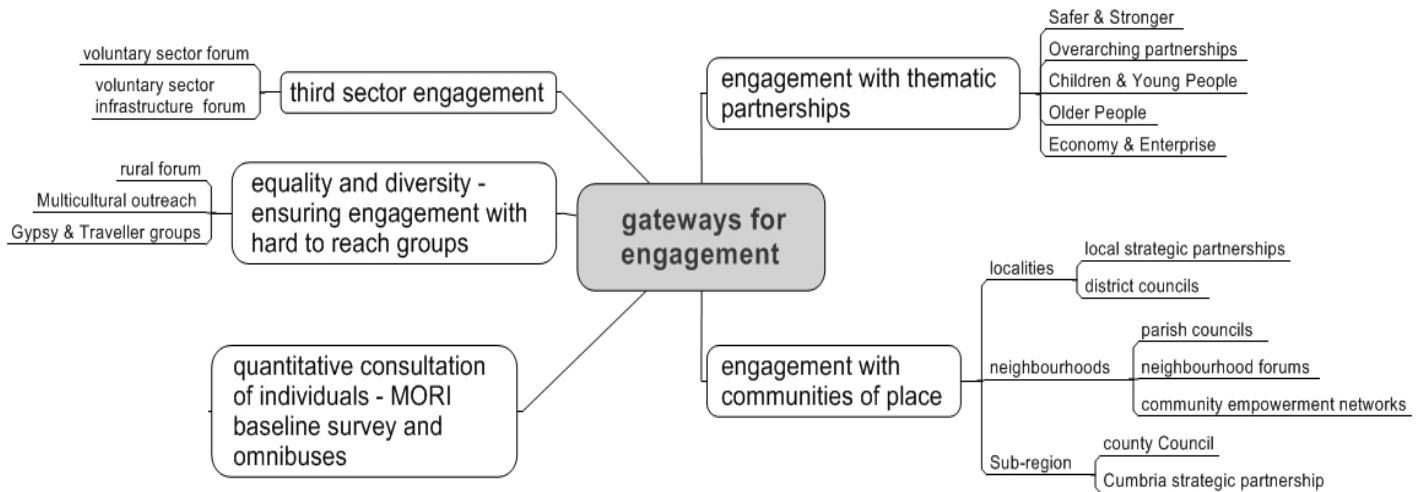 gateways for
engagement
third sector engagement
voluntary sector forum
voluntary sector
infrastructure forum
equality and diversity -
ensuring engagement with
hard to reach groups
rural forum
Multicultural outreach
Gypsy & Traveller groups
quantitative consultation
of individuals - MORI
baseline survey and
omnibuses
engagement with thematic
partnerships
Safer & Stronger
Overarching partnerships
Children & Young People
Older People
Economy & Enterprise
engagement with
communities of place
localities
local strategic partnerships
district councils
neighbourhoods
parish councils
neighbourhood forums
community empowerment networks
Sub-region
county Council
Cumbria strategic partnership